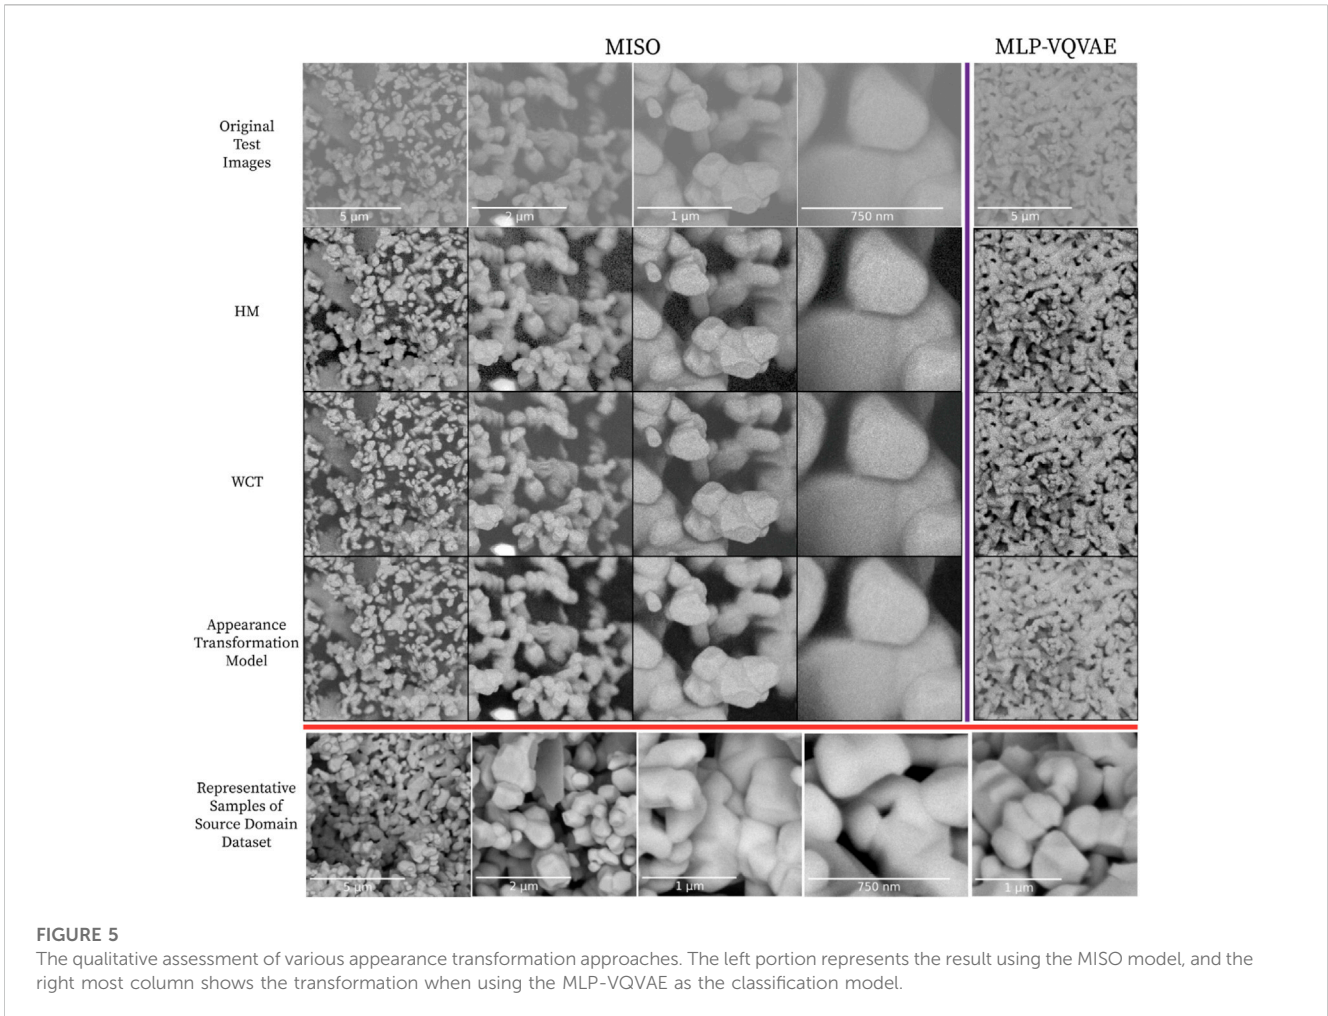 MISO
MLP-VQVAE
Original
Test
Images
5 µm
2 µm
1 µm
750 nm
5 µm
HM
WCT
Appearance
Transformation
Model
Representative
Samples of
Source Domain
Dataset
5 µm
2 µm
1 µm
750 nm
1 µm
FIGURE 5
The qualitative assessment of various appearance transformation approaches. The left portion represents the result using the MISO model, and the
right most column shows the transformation when using the MLP-VQVAE as the classification model.